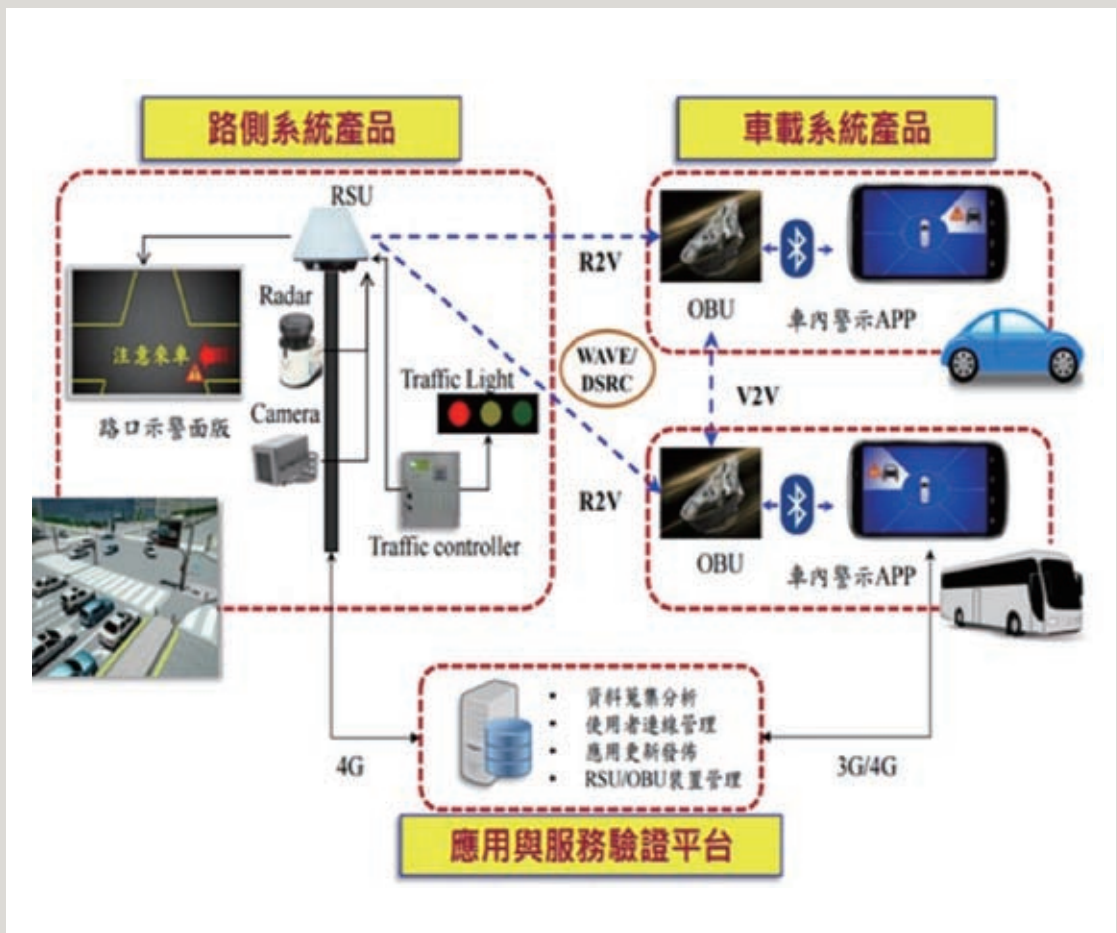 路側系統產品
車載系統產品
RSU
R2V
OBU
車內警示APP
Radar
注意來車
路口示警面版
Camera
Traffic Light
Traffic controller
WAVE/
DSRC
V2V
R2V
OBU
車內警示APP
4G
• 資料蒐集分析
• 使用者連線管理
• 應用更新發佈
• RSU/OBU裝置管理
3G/4G
應用與服務驗證平台